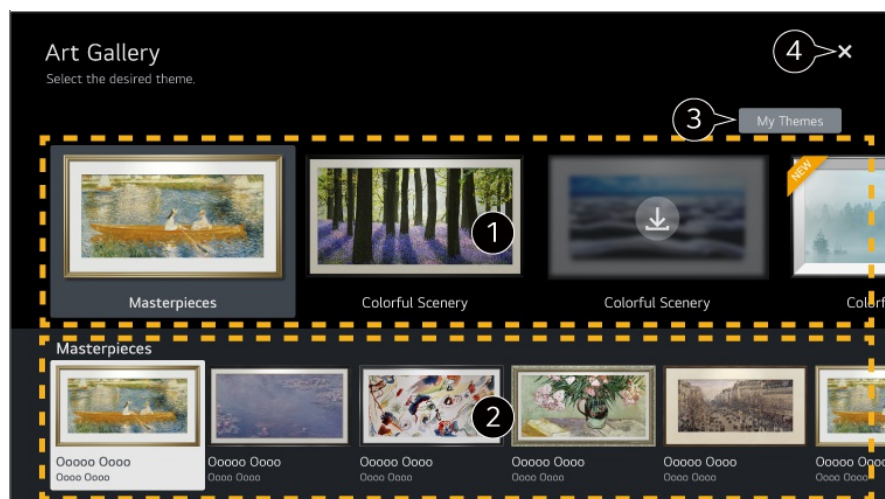 Art Gallery
Select the desired theme.
4
3
My Themes
NEW
1
Masterpieces
Colorful Scenery
Colorful Scenery
Colorf
Masterpieces
2
Ooooo Oooo
Ooooo Oooo
Ooooo Oooo
Ooooo Oooo
Ooooo Oooo
Ooooo Oo
Oooo Oooo
Oooo Oooo
Oooo Oooo
Oooo Oooo
Oooo Oooo
Oooo Oooo